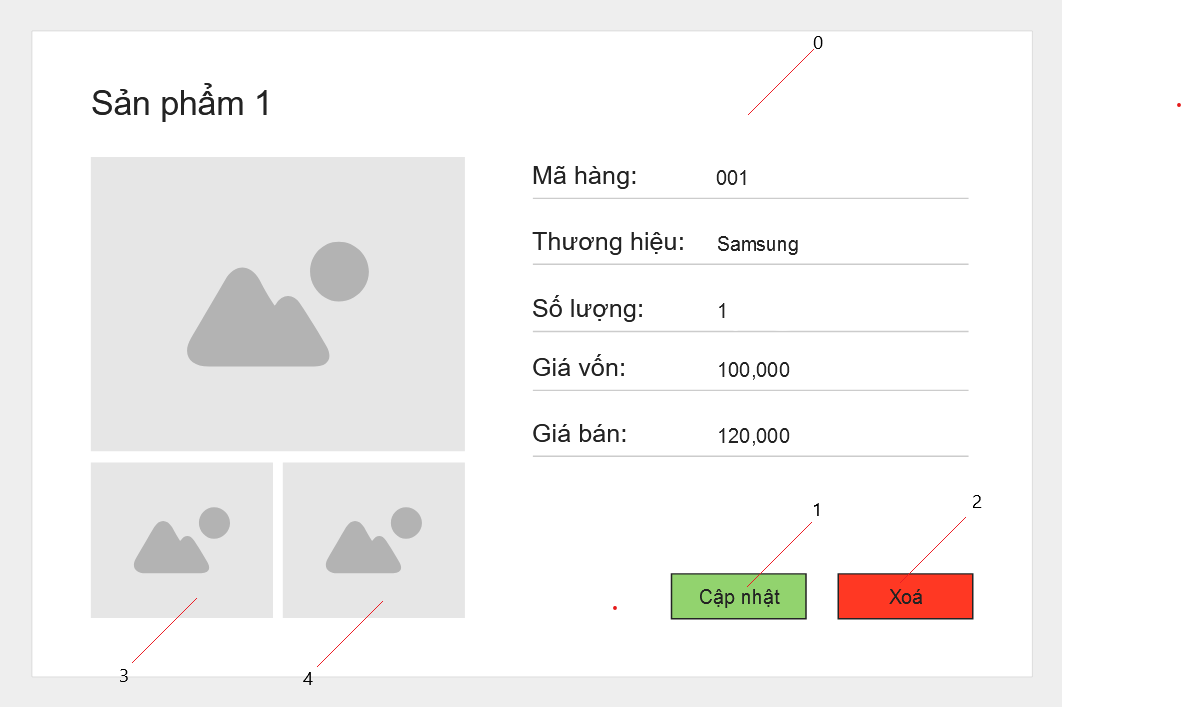 0
Sản phẩm 1
Mã hàng: 001
Thương hiệu: Samsung
Số lượng: 1
Giá vốn: 100,000
Giá bán: 120,000
1
2
Cập nhật
Xoá
3
4